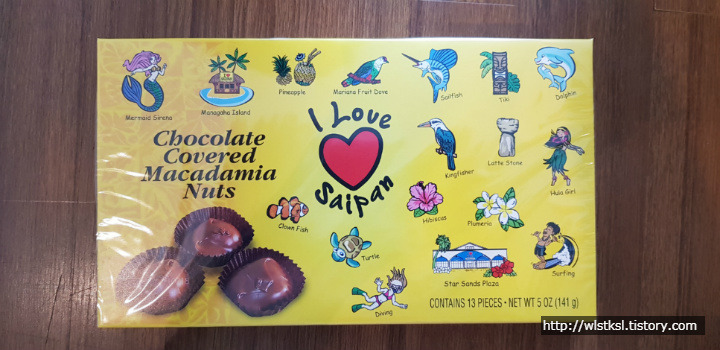 Mermaid Sirena
Managaha Island
Pineapple
Mariana Fruit Dove
Sailfish
Tiki
Dolphin
I Love
Saipan
Chocolate
Covered
Macadamia
Nuts
Kingfisher
Latte Stone
Hula Girl
Hibiscus
Plumeria
Clown Fish
Turtle
Star Sands Plaza
Surfing
Diving
CONTAINS 13 PIECES • NET WT 5 OZ (141 g)
http://wlstksl.tistory.com